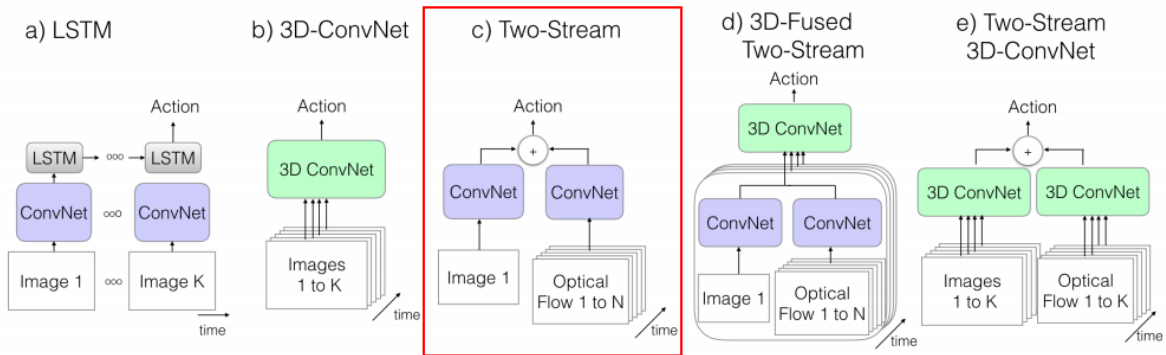 a) LSTM
Action
LSTM
LSTM
ConvNet
ConvNet
Image 1
Image K
time
b) 3D-ConvNet
Action
3D ConvNet
Images
1 to K
time
c) Two-Stream
Action
+
ConvNet
ConvNet
Image 1
Optical
Flow 1 to N
time
d) 3D-Fused
Two-Stream
Action
3D ConvNet
ConvNet
ConvNet
Image 1
Optical
Flow 1 to N
time
e) Two-Stream
3D-ConvNet
Action
+
3D ConvNet
3D ConvNet
Images
1 to K
Optical
Flow 1 to K
time